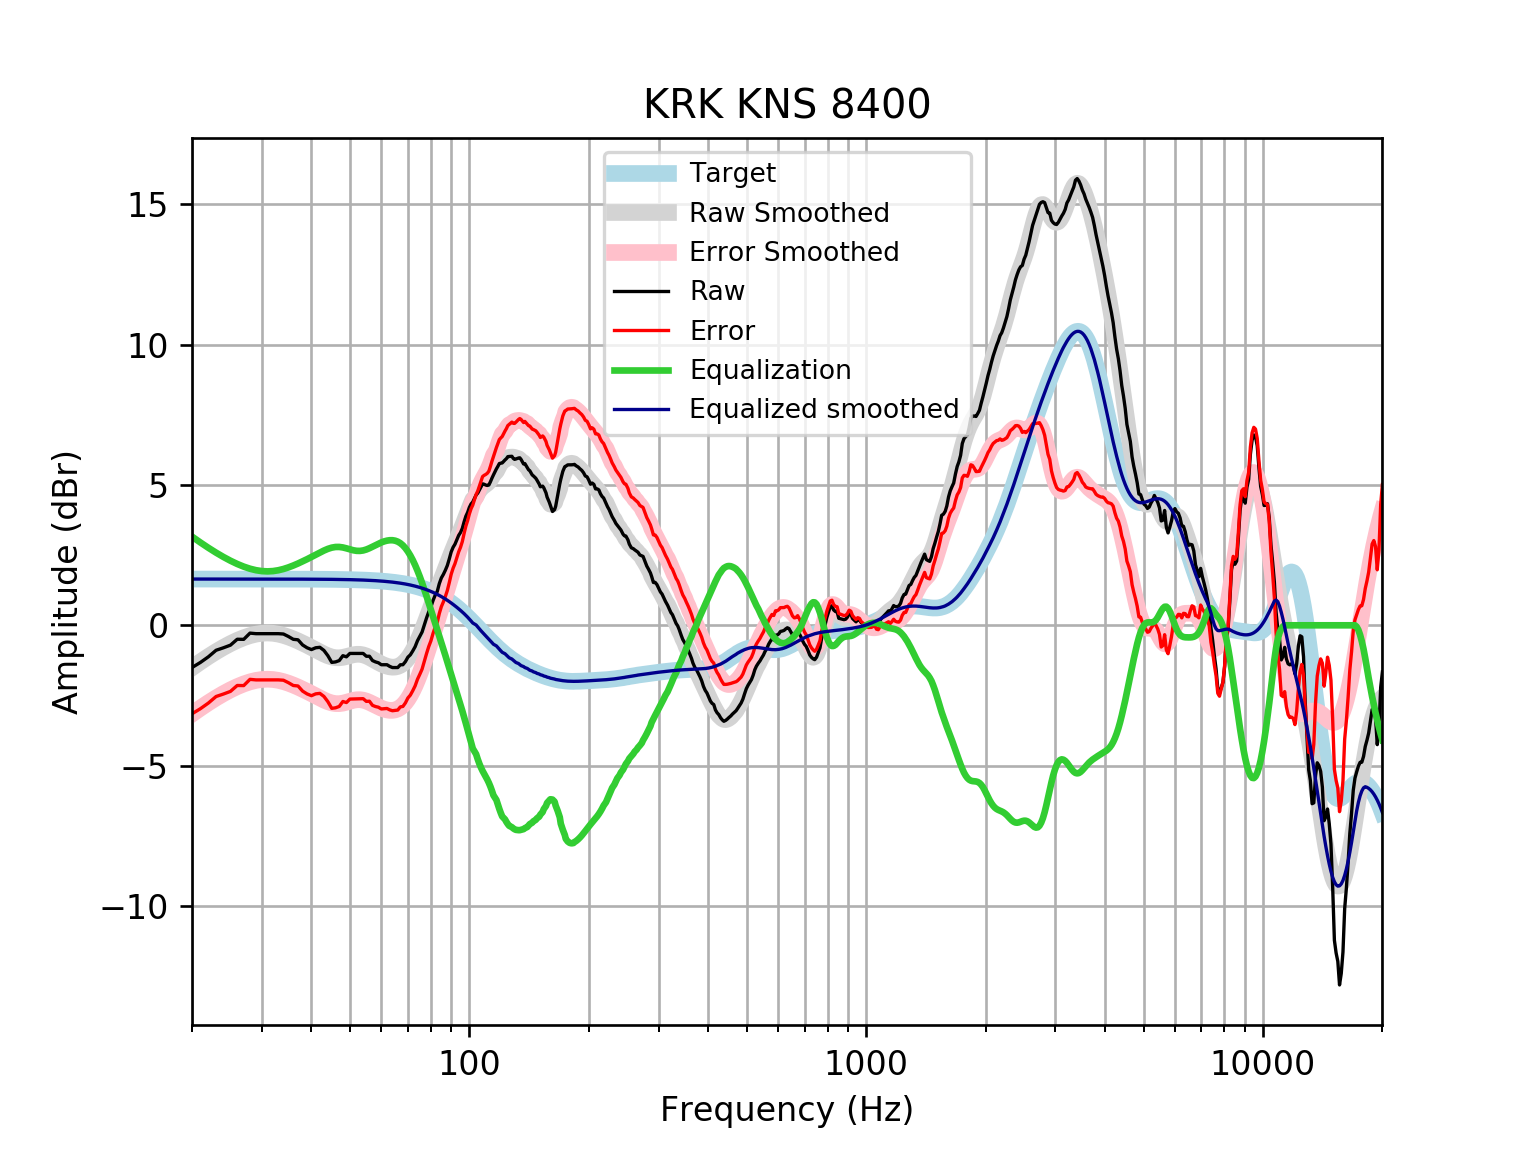 KRK KNS 8400
Target
Raw Smoothed
Error Smoothed
Raw
Error
Equalization
Equalized smoothed
15
10
5
0
−5
−10
Amplitude (dBr)
100 1000 10000
Frequency (Hz)